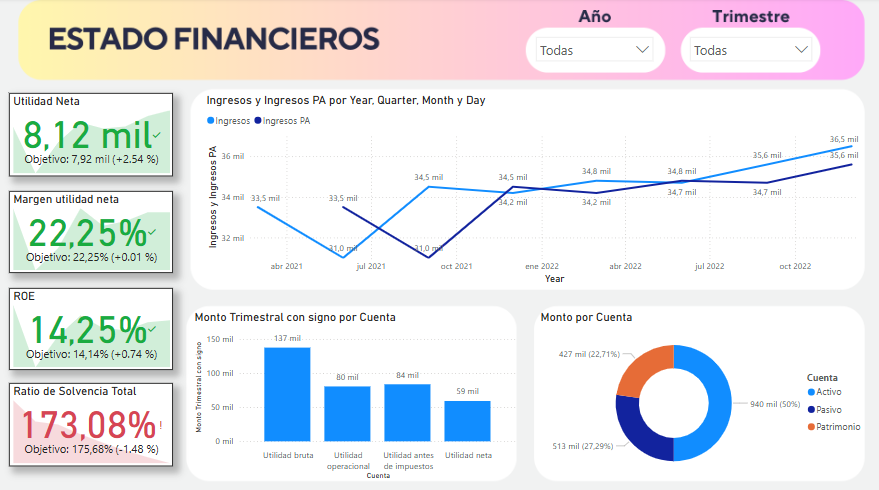 ESTADO FINANCIEROS
Año
Todas
Trimestre
Todas
Utilidad Neta
8,12 mil
Objetivo: 7,92 mil (+2.54 %)
Margen utilidad neta
22,25%
Objetivo: 22,25% (+0.01 %)
ROE
14,25%
Objetivo: 14,14% (+0.74 %)
Ratio de Solvencia Total
173,08%!
Objetivo: 175,68% (-1.48 %)
Ingresos y Ingresos PA por Year, Quarter, Month y Day
Ingresos
Ingresos PA
Ingresos y Ingresos PA
36 mil
34 mil
32 mil
33,5 mil
31,0 mil
33,5 mil
34,5 mil
31,0 mil
34,5 mil
34,2 mil
34,8 mil
34,2 mil
34,8 mil
34,7 mil
35,6 mil
34,7 mil
36,5 mil
35,6 mil
abr 2021
jul 2021
oct 2021
ene 2022
abr 2022
jul 2022
oct 2022
Year
Monto Trimestral con signo por Cuenta
Monto Trimestral con signo
150 mil
100 mil
50 mil
0 mil
137 mil
80 mil
84 mil
59 mil
Utilidad bruta
Utilidad
operacional
Utilidad antes
de impuestos
Utilidad neta
Cuenta
Monto por Cuenta
427 mil (22,71%)
940 mil (50%)
513 mil (27,29%)
Cuenta
Activo
Pasivo
Patrimonio